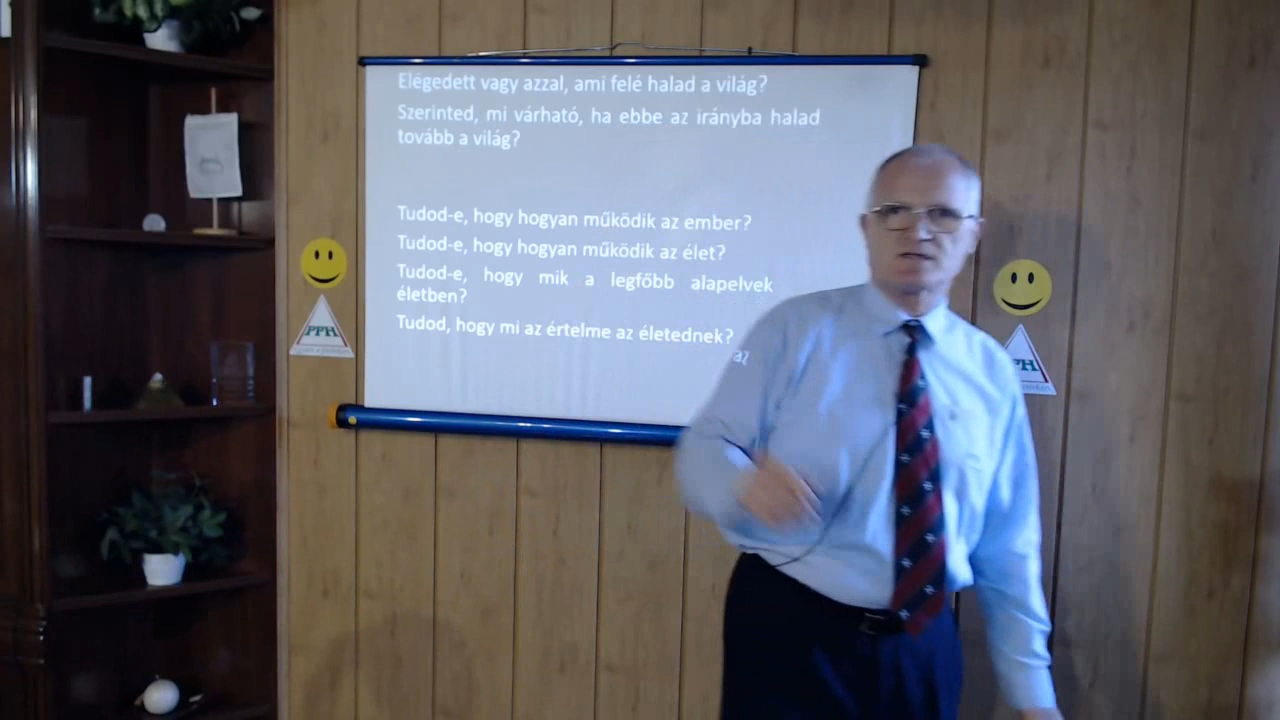 Elégedett vagy azzal, ami felé halad a világ?
Szerinted, mi várható, ha ebbe az irányba halad
tovább a világ?
Tudod-e, hogy hogyan működik az ember?
Tudod-e, hogy hogyan működik az élet?
Tudod-e, hogy mik a legfőbb alapelvek
életben?
Tudod, hogy mi az értelme az életednek?
PPH
PH